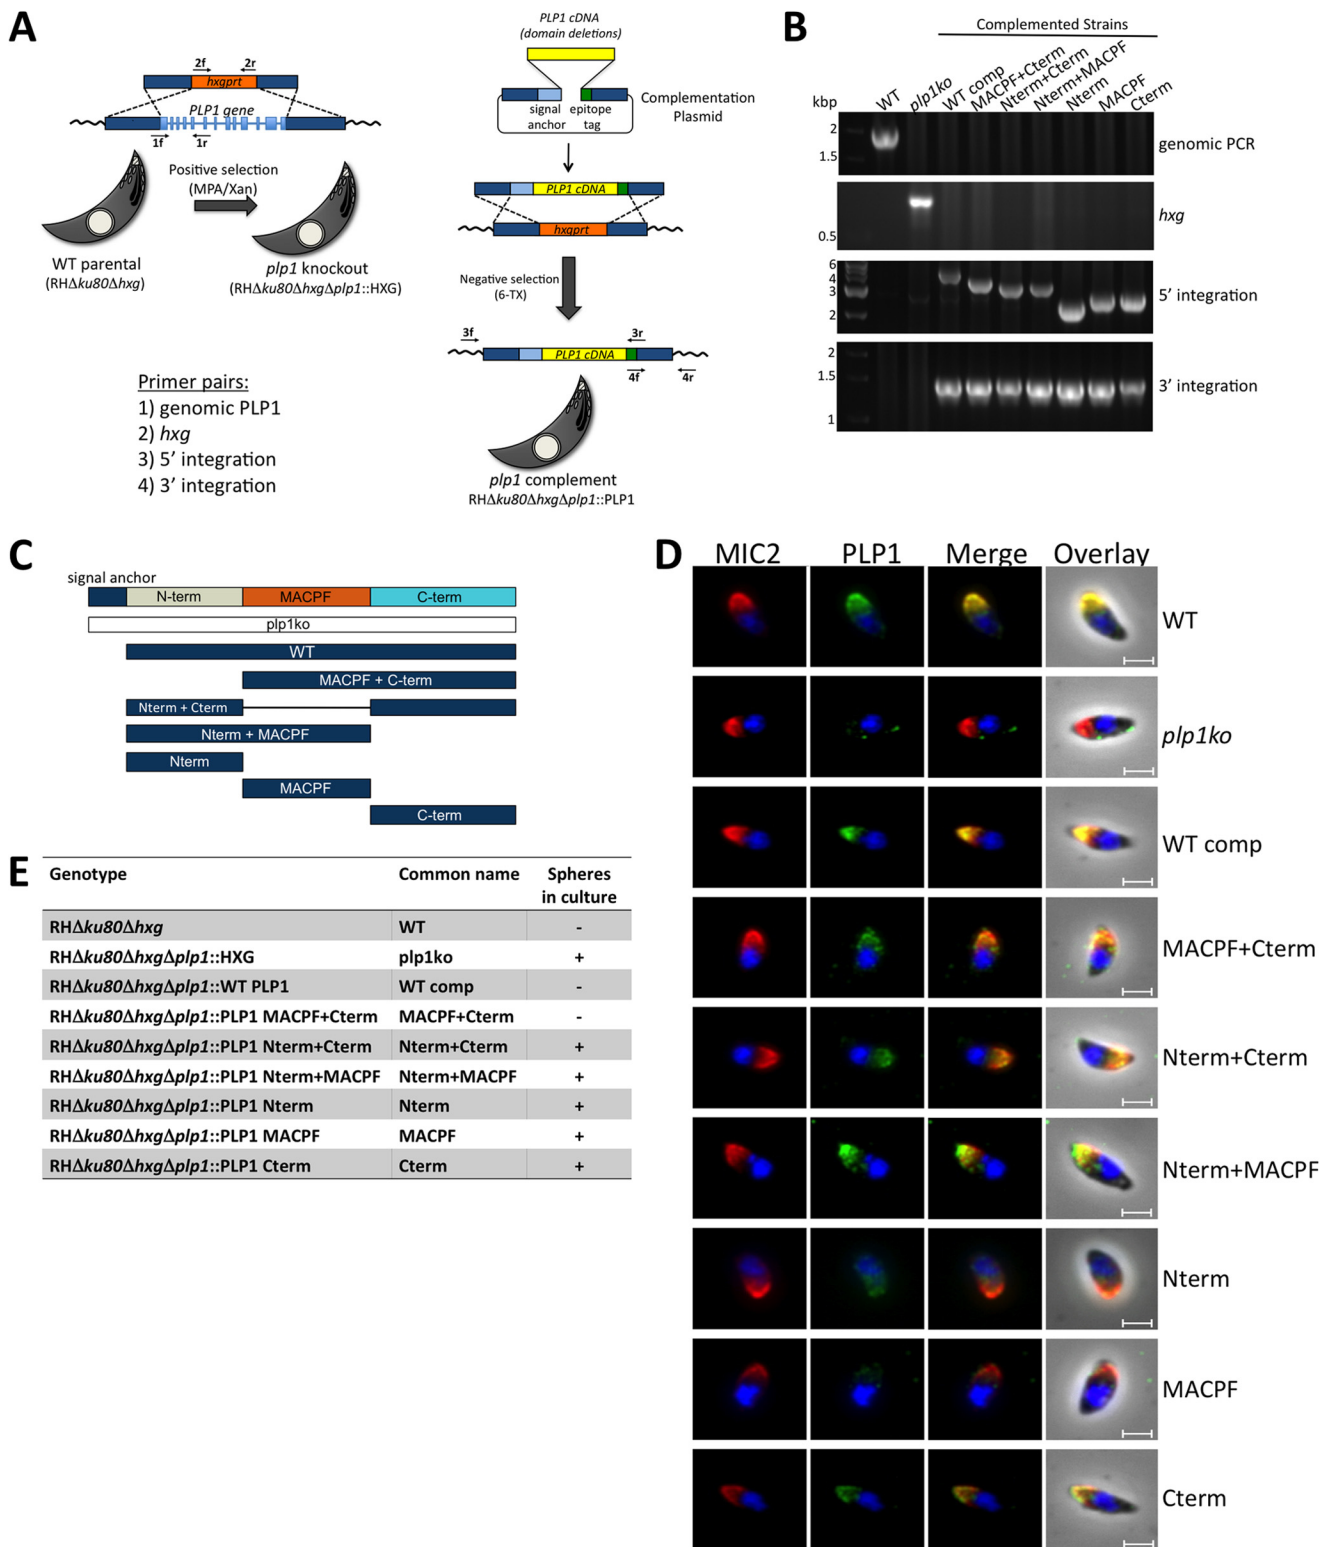 A
2f
2r
hxgprt
PLP1 gene
1f
1r
Positive selection
(MPA/Xan)
WT parental
(RHΔku80Δhxg)
plp1 knockout
(RHΔku80ΔhxgΔplp1::HXG)
Primer pairs:
1) genomic PLP1
2) hxg
3) 5’ integration
4) 3’ integration
PLP1 cDNA
(domain deletions)
signal
anchor
epitope
tag
Complementation
Plasmid
PLP1 cDNA
hxgprt
Negative selection
(6-TX)
3f
3r
PLP1 cDNA
4f
4r
plp1 complement
RHΔku80ΔhxgΔplp1::PLP1
B
Complemented Strains
kbp
WT
plp1ko
WT comp
MACPF+Cterm
Nterm+Cterm
Nterm+MACPF
Nterm
MACPF
Cterm
2
1.5
genomic PCR
0.5
hxg
6
4
3
2
5’ integration
2
1.5
1
3’ integration
C
signal anchor
N-term
MACPF
C-term
plp1ko
WT
MACPF + C-term
Nterm + Cterm
Nterm + MACPF
Nterm
MACPF
C-term
D
MIC2
PLP1
Merge
Overlay
WT
plp1ko
WT comp
MACPF+Cterm
Nterm+Cterm
Nterm+MACPF
Nterm
MACPF
Cterm
E
Genotype Common name Spheres
in culture
RHΔku80Δhxg WT -
RHΔku80ΔhxgΔplp1::HXG plp1ko +
RHΔku80ΔhxgΔplp1::WT PLP1 WT comp -
RHΔku80ΔhxgΔplp1::PLP1 MACPF+Cterm MACPF+Cterm -
RHΔku80ΔhxgΔplp1::PLP1 Nterm+Cterm Nterm+Cterm +
RHΔku80ΔhxgΔplp1::PLP1 Nterm+MACPF Nterm+MACPF +
RHΔku80ΔhxgΔplp1::PLP1 Nterm Nterm +
RHΔku80ΔhxgΔplp1::PLP1 MACPF MACPF +
RHΔku80ΔhxgΔplp1::PLP1 Cterm Cterm +